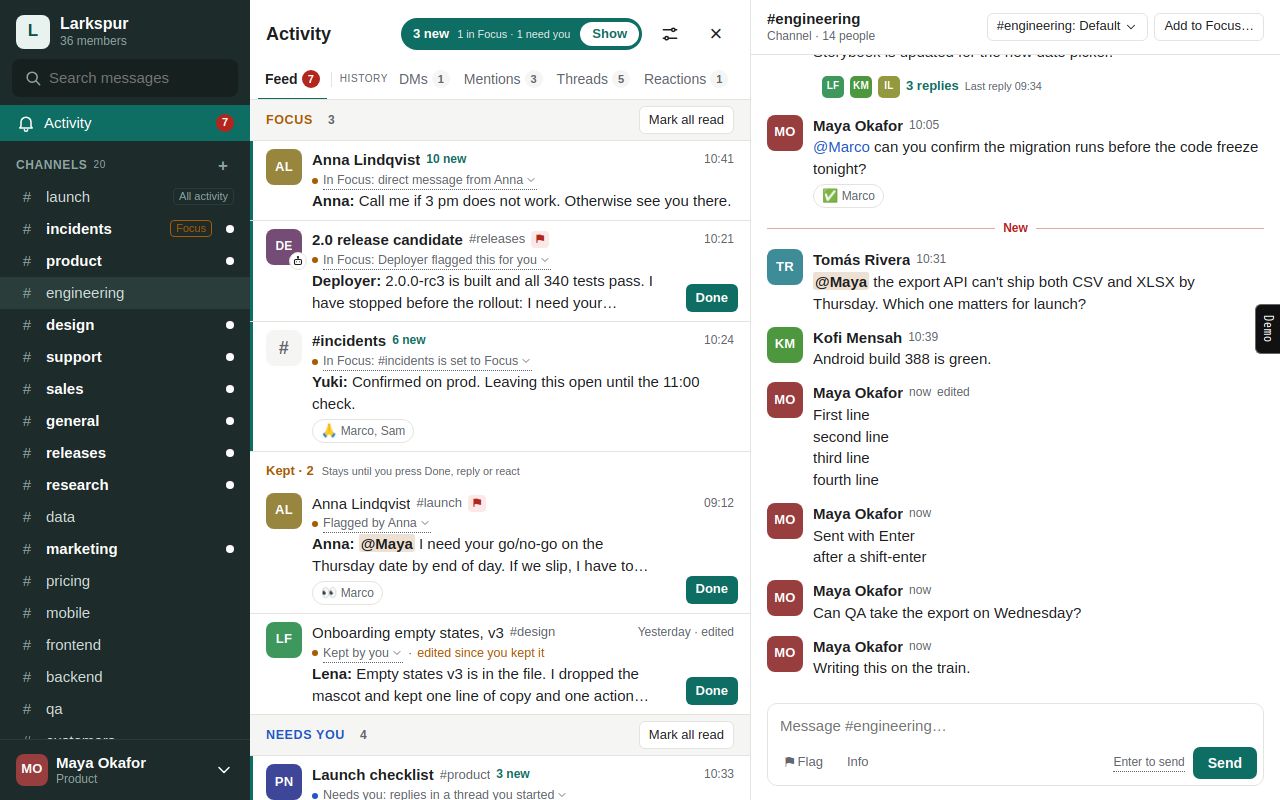 L
Larkspur
36 members
Search messages
Activity
7
CHANNELS 20
+
# launch All activity
# incidents Focus
# product
# engineering
# design
# support
# sales
# general
# releases
# research
# data
# marketing
# pricing
# mobile
# frontend
# backend
# qa
MO
Maya Okafor
Product
Activity
3 new 1 in Focus · 1 need you Show
Feed 7 HISTORY DMs 1 Mentions 3 Threads 5 Reactions 1
FOCUS 3 Mark all read
AL
Anna Lindqvist 10 new 10:41
In Focus: direct message from Anna
Anna: Call me if 3 pm does not work. Otherwise see you there.
DE
2.0 release candidate #releases 10:21
In Focus: Deployer flagged this for you
Deployer: 2.0.0-rc3 is built and all 340 tests pass. I
have stopped before the rollout: I need your…
Done
#
#incidents 6 new 10:24
In Focus: #incidents is set to Focus
Yuki: Confirmed on prod. Leaving this open until the 11:00
check.
🙏 Marco, Sam
Kept · 2 Stays until you press Done, reply or react
AL
Anna Lindqvist #launch 09:12
Flagged by Anna
Anna: @Maya I need your go/no-go on the
Thursday date by end of day. If we slip, I have to…
👀 Marco
Done
LF
Onboarding empty states, v3 #design Yesterday · edited
Kept by you · edited since you kept it
Lena: Empty states v3 is in the file. I dropped the
mascot and kept one line of copy and one action…
Done
NEEDS YOU 4 Mark all read
PN
Launch checklist #product 3 new 10:33
Needs you: replies in a thread you started
#engineering
Channel · 14 people
#engineering: Default
Add to Focus…
Storybook is updated for the new date picker.
LF KM IL 3 replies Last reply 09:34
MO
Maya Okafor 10:05
@Marco can you confirm the migration runs before the code freeze
tonight?
✅ Marco
New
TR
Tomás Rivera 10:31
@Maya the export API can't ship both CSV and XLSX by
Thursday. Which one matters for launch?
KM
Kofi Mensah 10:39
Android build 388 is green.
MO
Maya Okafor now edited
First line
second line
third line
fourth line
MO
Maya Okafor now
Sent with Enter
after a shift-enter
MO
Maya Okafor now
Can QA take the export on Wednesday?
MO
Maya Okafor now
Writing this on the train.
Message #engineering…
Flag Info Enter to send Send
Demo